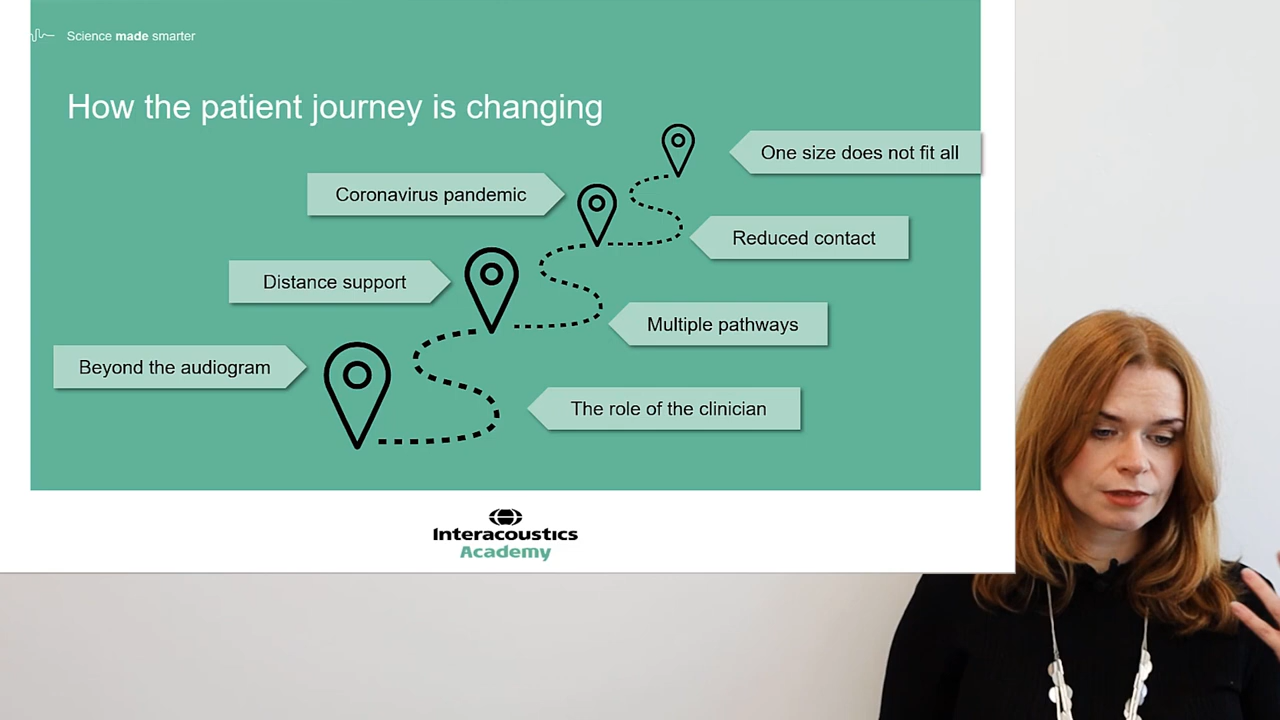 Science made smarter
How the patient journey is changing
One size does not fit all
Coronavirus pandemic
Reduced contact
Distance support
Multiple pathways
Beyond the audiogram
The role of the clinician
Interacoustics
Academy